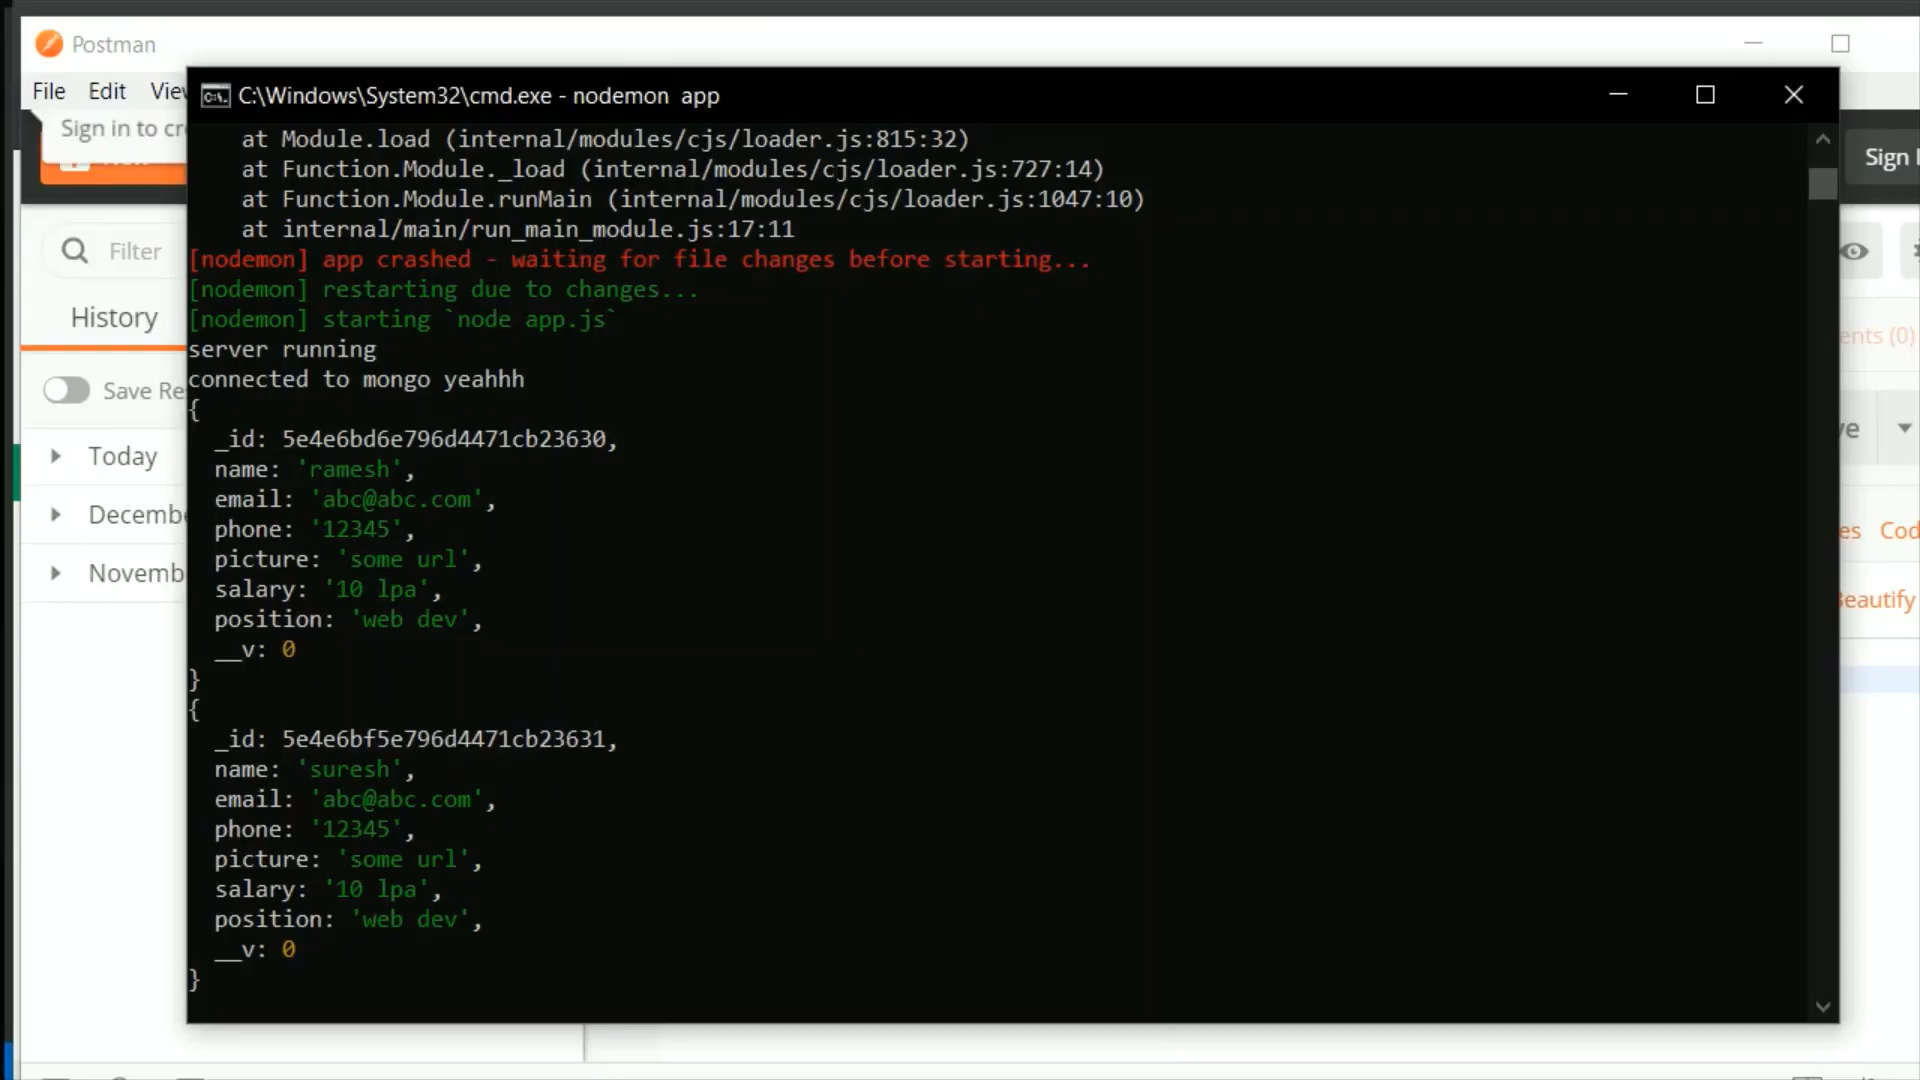 Postman
File Edit View
Sign in to cr
C:\Windows\System32\cmd.exe - nodemon  app
Sign
Filter
History
Save Re
Today
Decemb
Novemb
    at Module.load (internal/modules/cjs/loader.js:815:32)
    at Function.Module._load (internal/modules/cjs/loader.js:727:14)
    at Function.Module.runMain (internal/modules/cjs/loader.js:1047:10)
    at internal/main/run_main_module.js:17:11
[nodemon] app crashed - waiting for file changes before starting...
[nodemon] restarting due to changes...
[nodemon] starting `node app.js`
server running
connected to mongo yeahhh
{
  _id: 5e4e6bd6e796d4471cb23630,
  name: 'ramesh',
  email: 'abc@abc.com',
  phone: '12345',
  picture: 'some url',
  salary: '10 lpa',
  position: 'web dev',
  __v: 0
}
{
  _id: 5e4e6bf5e796d4471cb23631,
  name: 'suresh',
  email: 'abc@abc.com',
  phone: '12345',
  picture: 'some url',
  salary: '10 lpa',
  position: 'web dev',
  __v: 0
}
ents (0)
ve
es Cod
Beautify